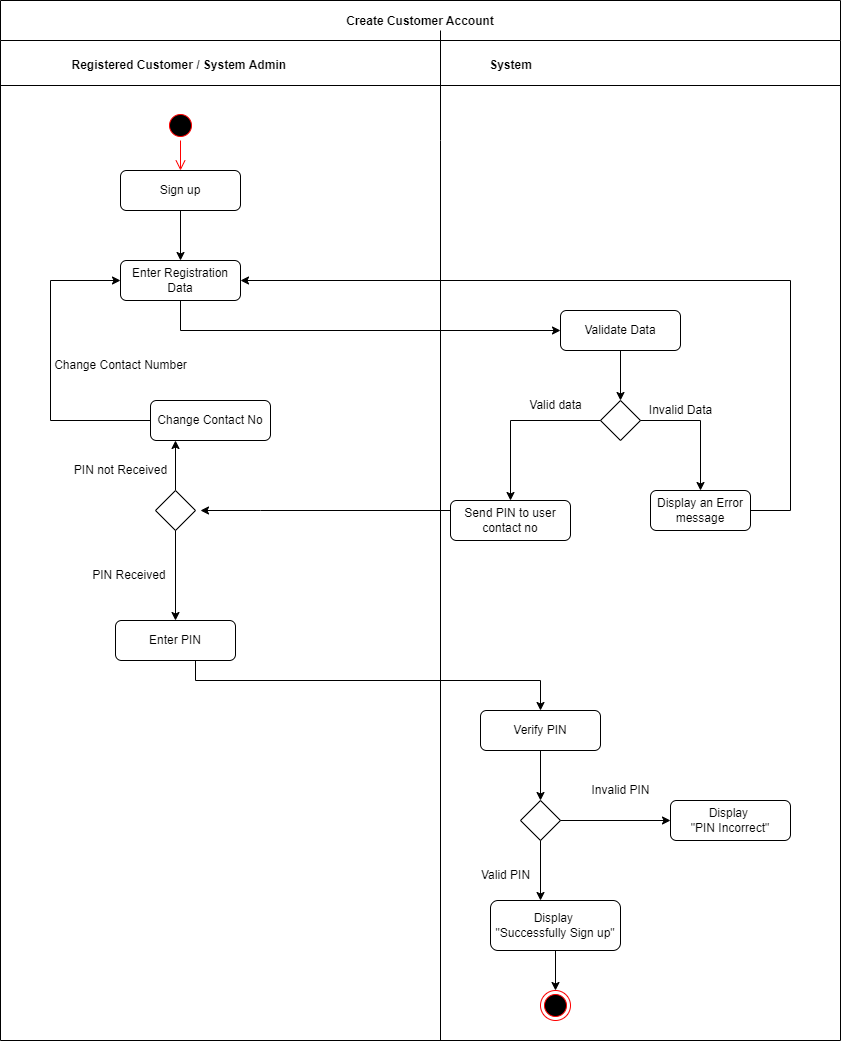 Create Customer Account
Registered Customer / System Admin
System
Sign up
Enter Registration
Data
Validate Data
Change Contact Number
Valid data
Invalid Data
Change Contact No
PIN not Received
Send PIN to user
contact no
Display an Error
message
PIN Received
Enter PIN
Verify PIN
Invalid PIN
Display
"PIN Incorrect"
Valid PIN
Display
"Successfully Sign up"